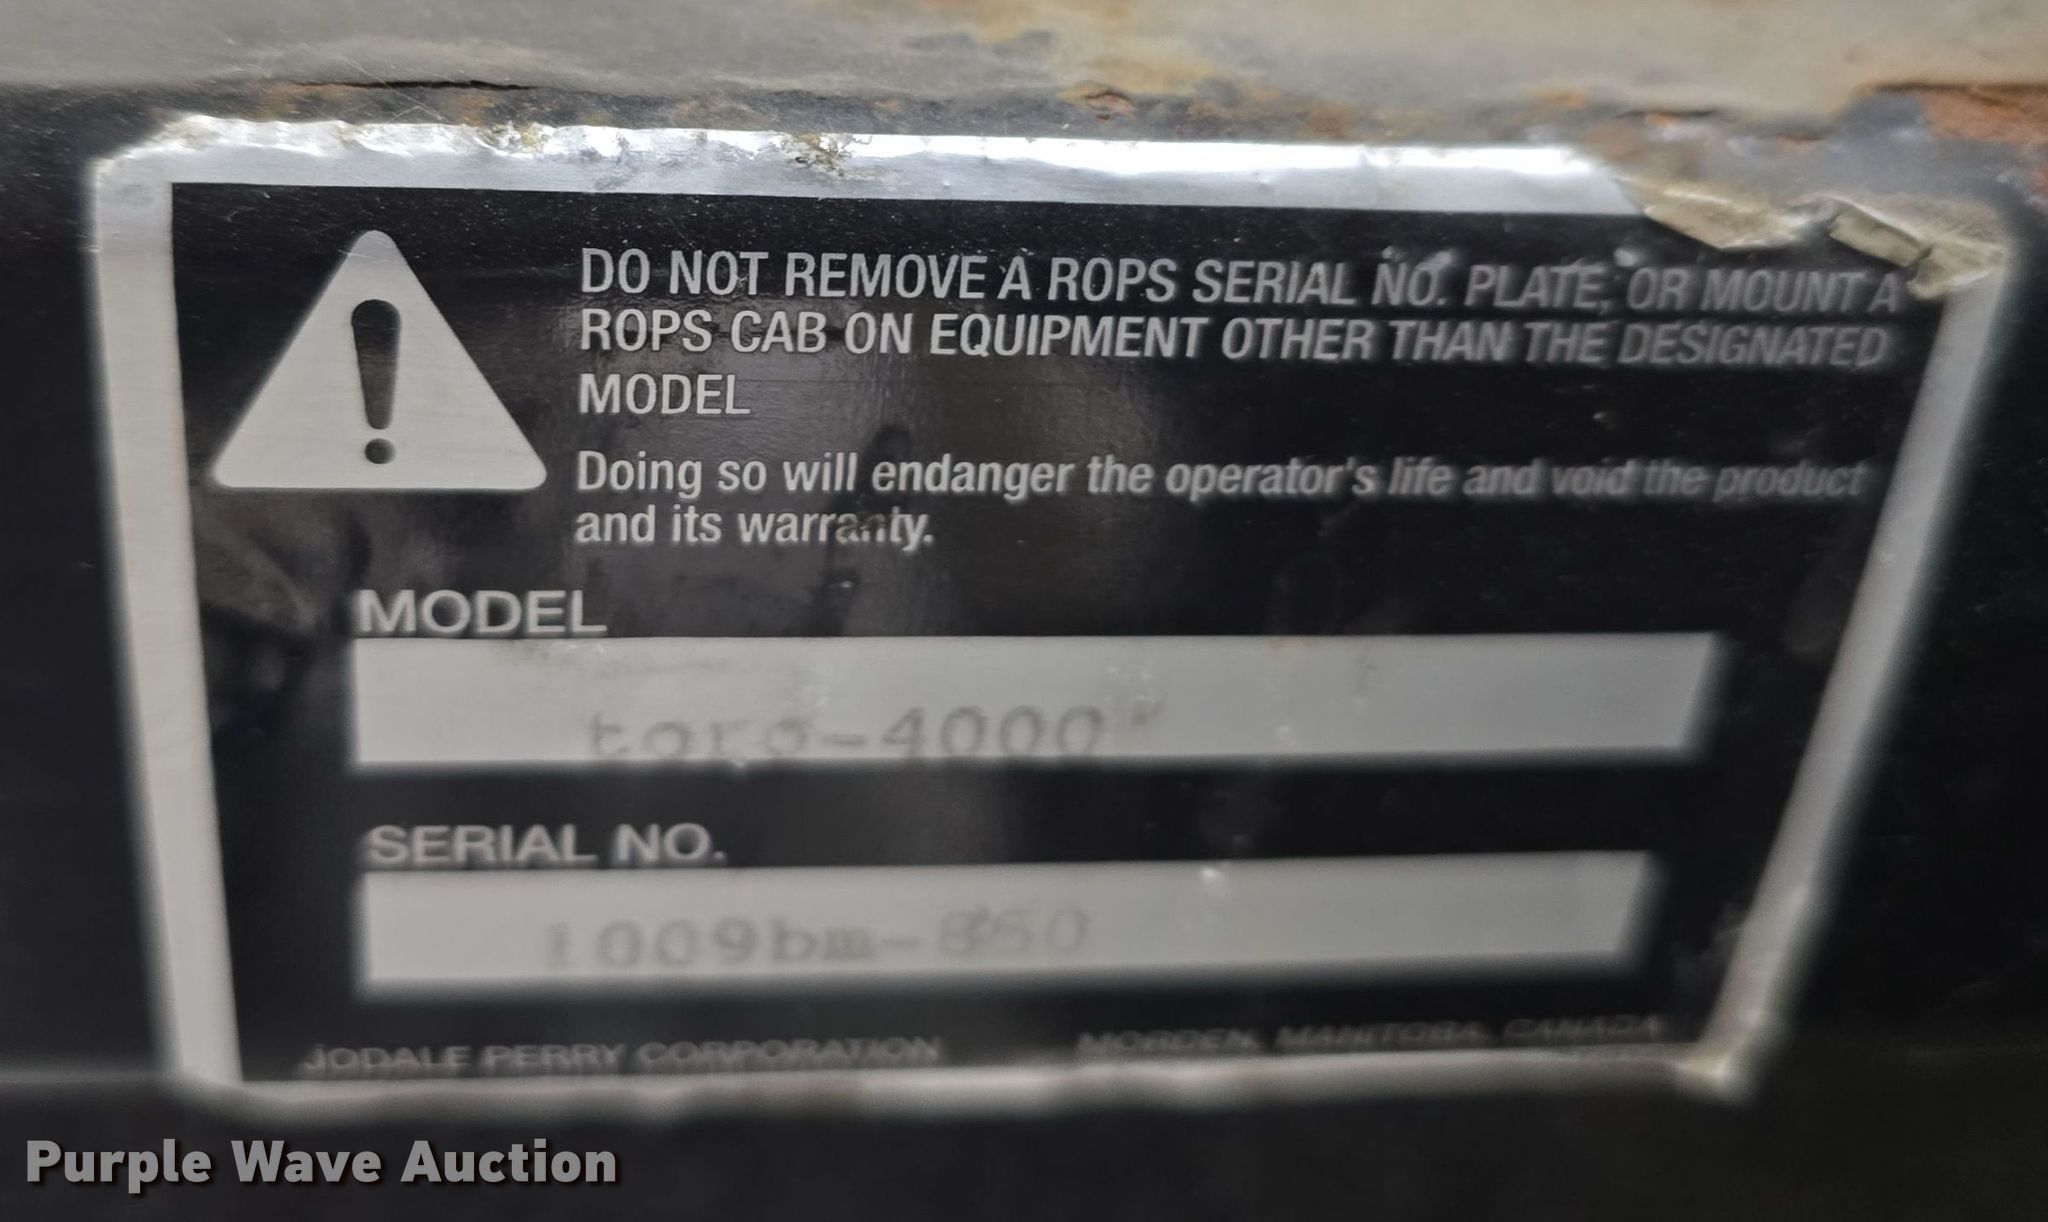 DO NOT REMOVE A ROPS SERIAL NO. PLATE, OR MOUNT A
ROPS CAB ON EQUIPMENT OTHER THAN THE DESIGNATED
MODEL
Doing so will endanger the operator's life and void the product
and its warranty.
MODEL
toro-4000
SERIAL NO.
JODALE PERRY CORPORATION MORDEN, MANITOBA, CANADA
Purple Wave Auction